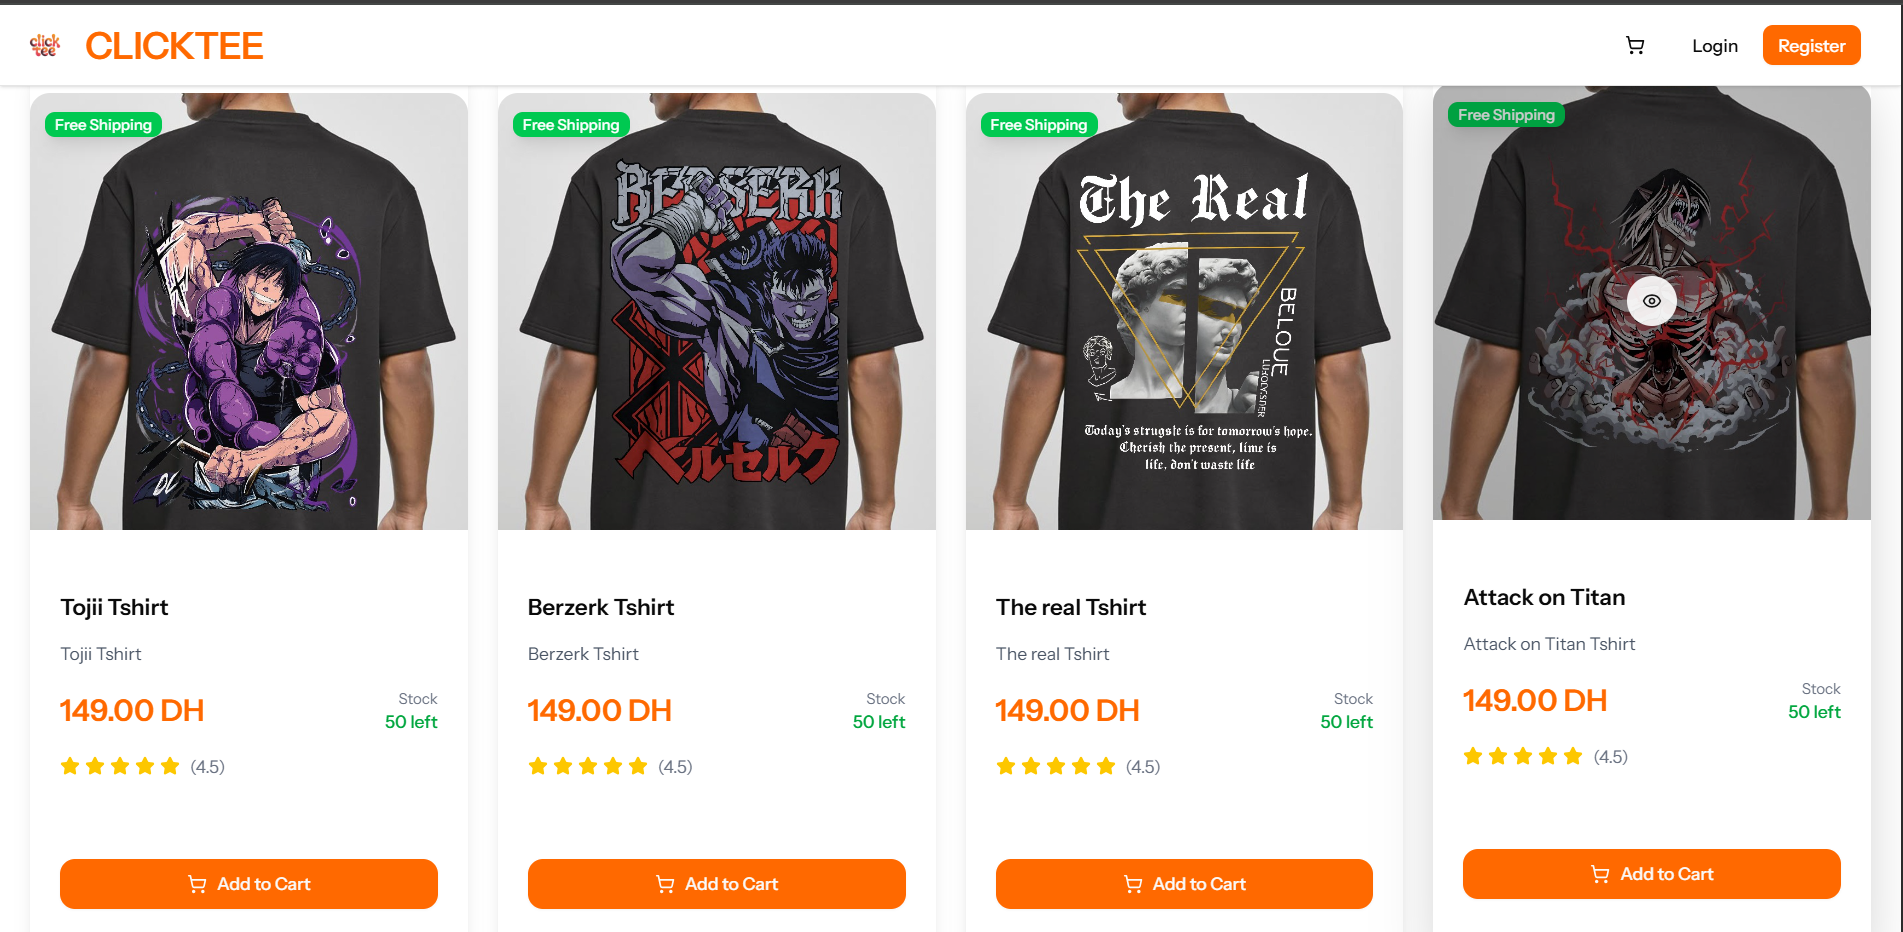 click
tee
CLICKTEE
Login
Register
Free Shipping
BERSERK
ベルセルク
Free Shipping
The Real
BELOUE
Today's strugste is for tomorrow's hope.
Cherish the present, lime is
life, don't waste life
Free Shipping
Free Shipping
Tojii Tshirt
Tojii Tshirt
149.00 DH
Stock
50 left
(4.5)
Add to Cart
Berzerk Tshirt
Berzerk Tshirt
149.00 DH
Stock
50 left
(4.5)
Add to Cart
The real Tshirt
The real Tshirt
149.00 DH
Stock
50 left
(4.5)
Add to Cart
Attack on Titan
Attack on Titan Tshirt
149.00 DH
Stock
50 left
(4.5)
Add to Cart